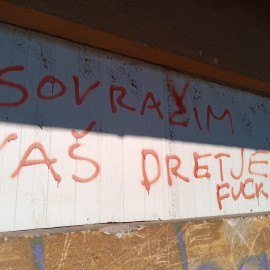 SOVRAŽIM
VAŠ DRETJE
FUCK